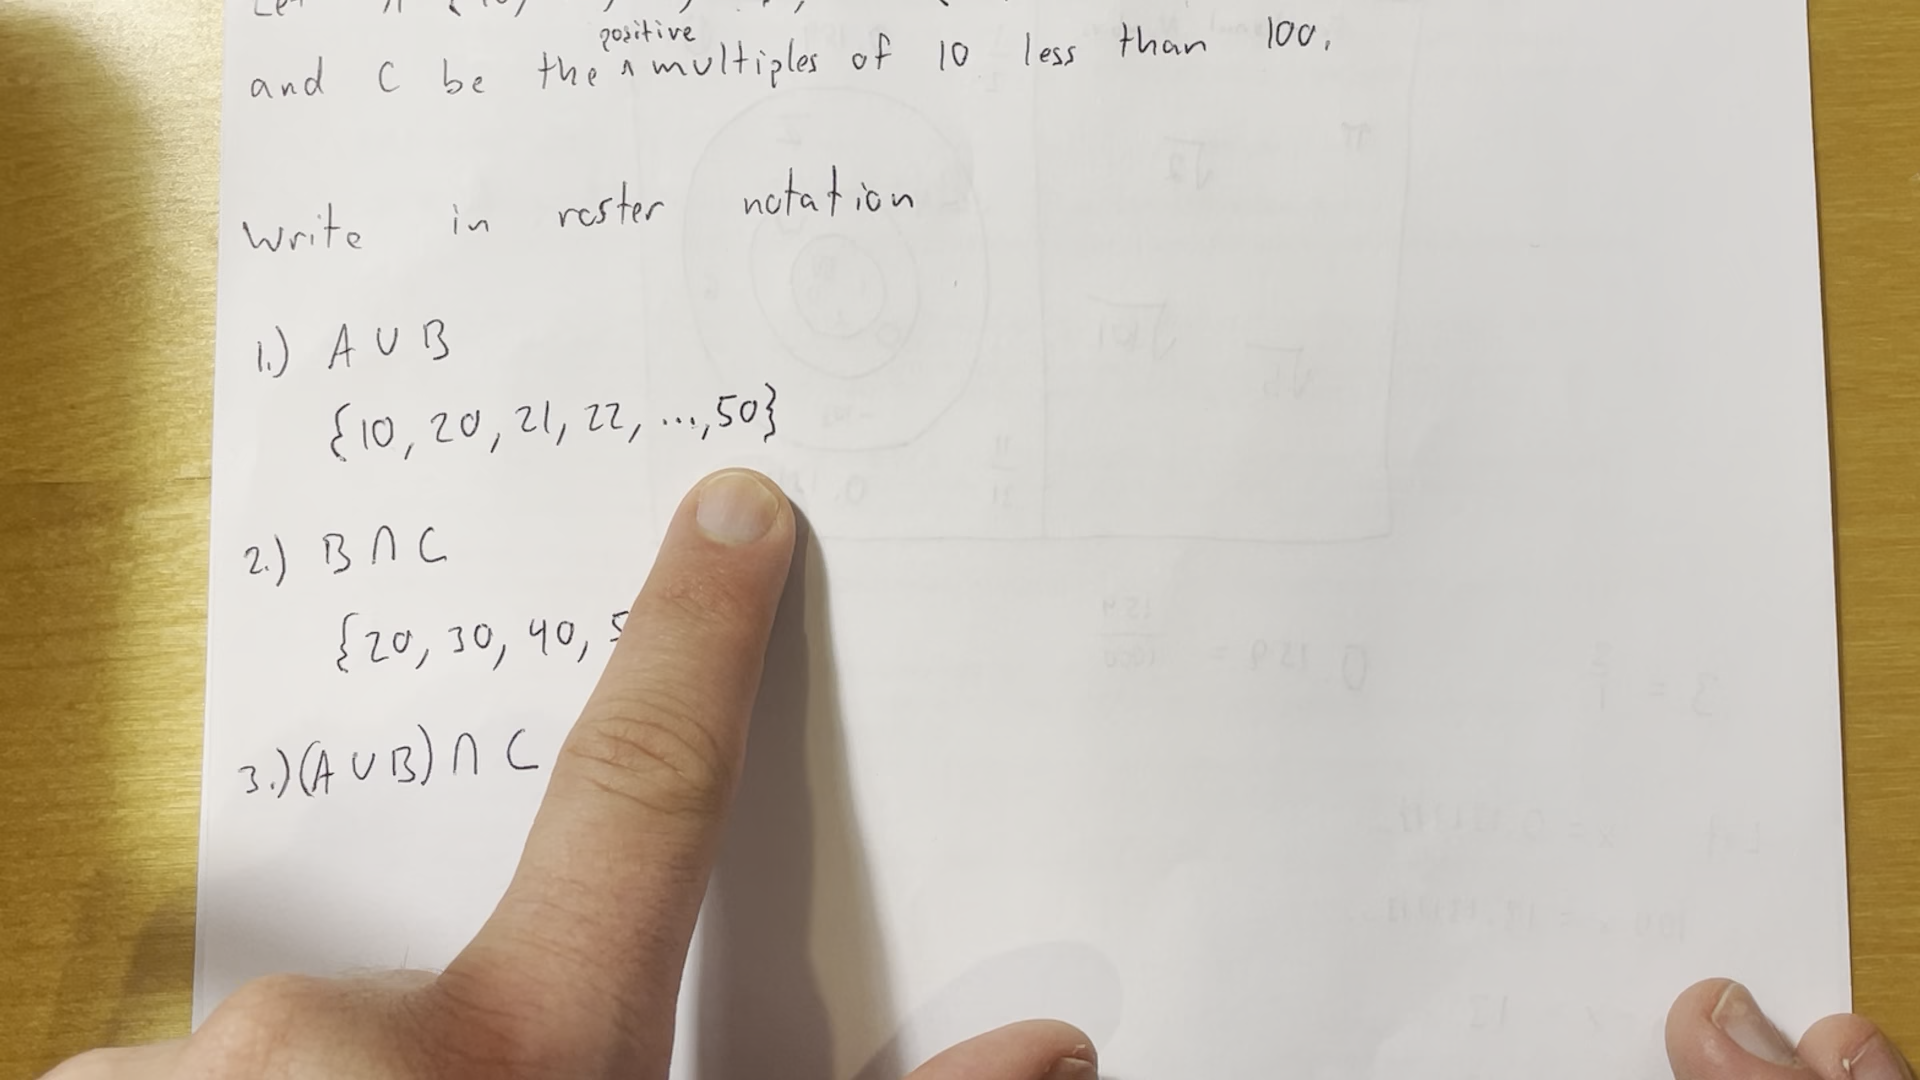 positive
and C be the ^ multiples of 10 less than 100.
Write in roster notation
1.) A ∪ B
{10, 20, 21, 22, ..., 50}
2.) B ∩ C
{20, 30, 40, 5
3.) (A ∪ B) ∩ C